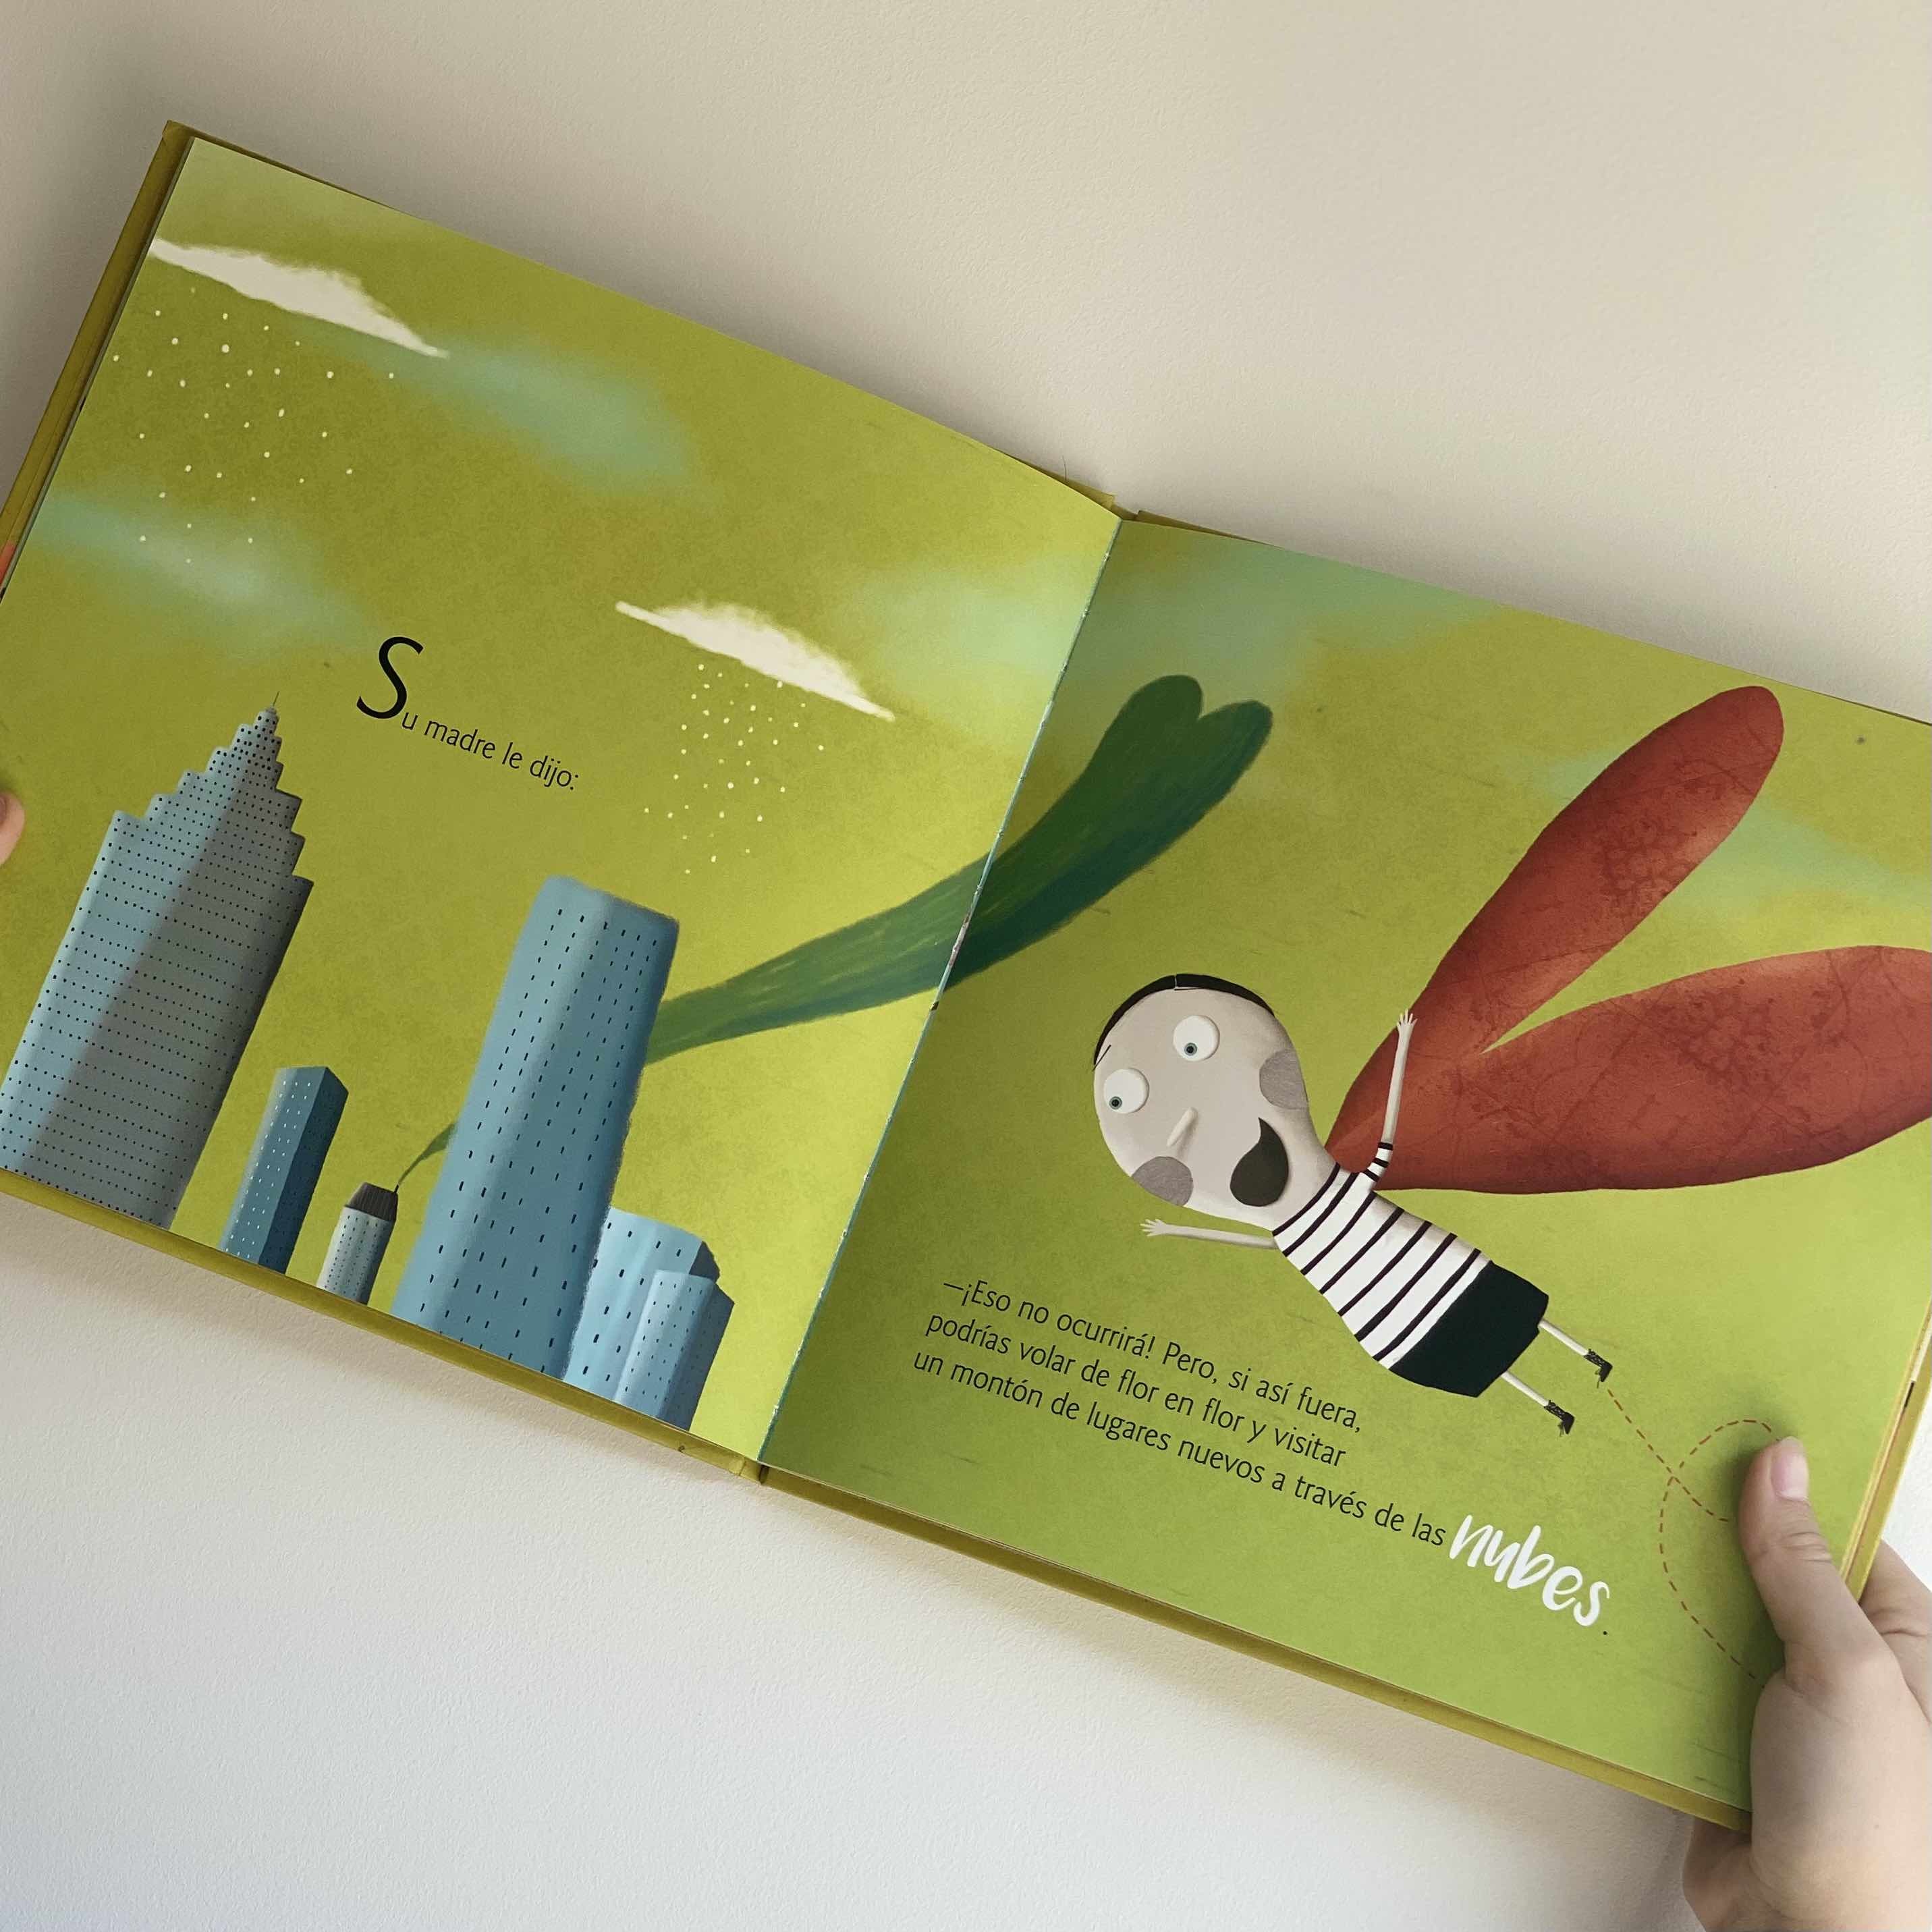 Su madre le dijo:
—¡Eso no ocurrirá! Pero, si así fuera,
podrías volar de flor en flor y visitar
un montón de lugares nuevos a través de las nubes.